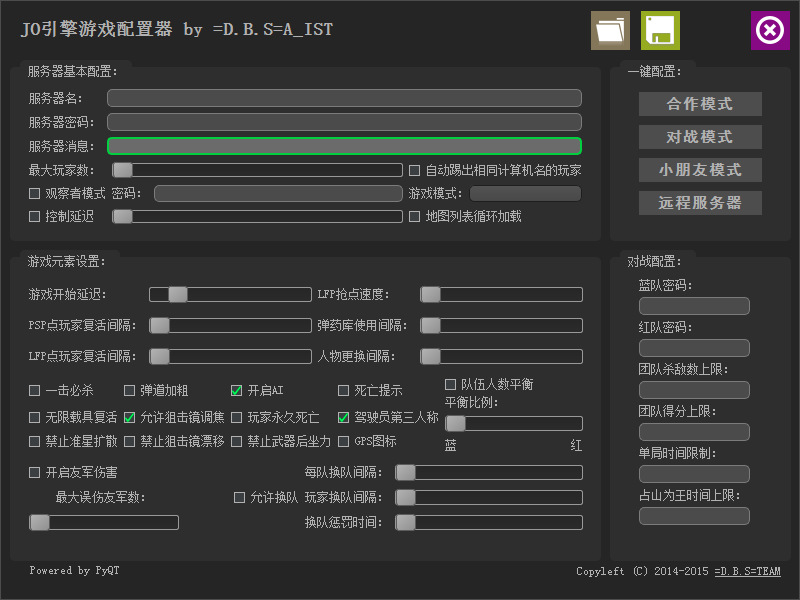 JO引擎游戏配置器 by =D.B.S=A_IST
服务器基本配置：
服务器名：
服务器密码：
服务器消息：
最大玩家数： 自动踢出相同计算机名的玩家
观察者模式 密码： 游戏模式：
控制延迟 地图列表循环加载
一键配置：
合作模式
对战模式
小朋友模式
远程服务器
游戏元素设置：
游戏开始延迟： LFP抢点速度：
PSP点玩家复活间隔： 弹药库使用间隔：
LFP点玩家复活间隔： 人物更换间隔：
一击必杀 弹道加粗 开启AI 死亡提示 队伍人数平衡
平衡比例：
无限载具复活 允许狙击镜调焦 玩家永久死亡 驾驶员第三人称
禁止准星扩散 禁止狙击镜漂移 禁止武器后坐力 GPS图标 蓝 红
开启友军伤害 每队换队间隔：
最大误伤友军数： 允许换队 玩家换队间隔：
换队惩罚时间：
对战配置：
蓝队密码：
红队密码：
团队杀敌数上限：
团队得分上限：
单局时间限制：
占山为王时间上限：
Powered by PyQT
Copyleft (C) 2014-2015 =D.B.S=TEAM